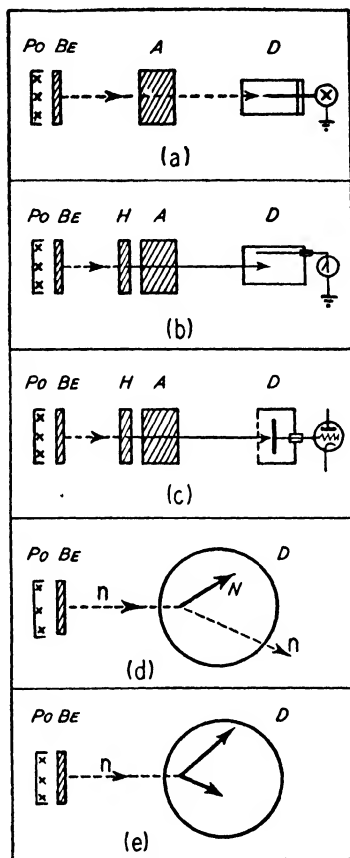 Po BE A D
(a)
Po BE H A D
(b)
Po BE H A D
(c)
Po BE D
n N
n
(d)
Po BE D
n
(e)